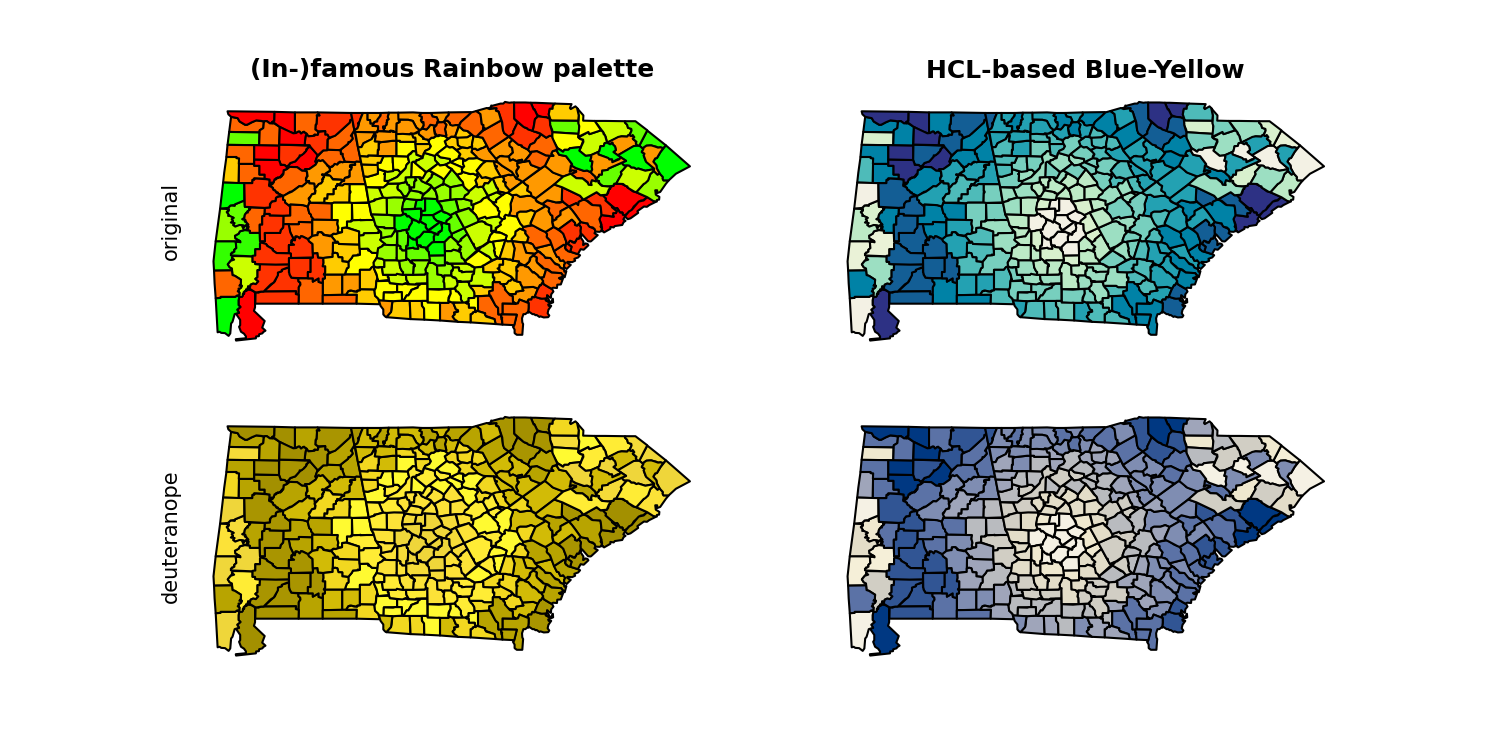 (In-)famous Rainbow palette
HCL-based Blue-Yellow
original
deuteranope